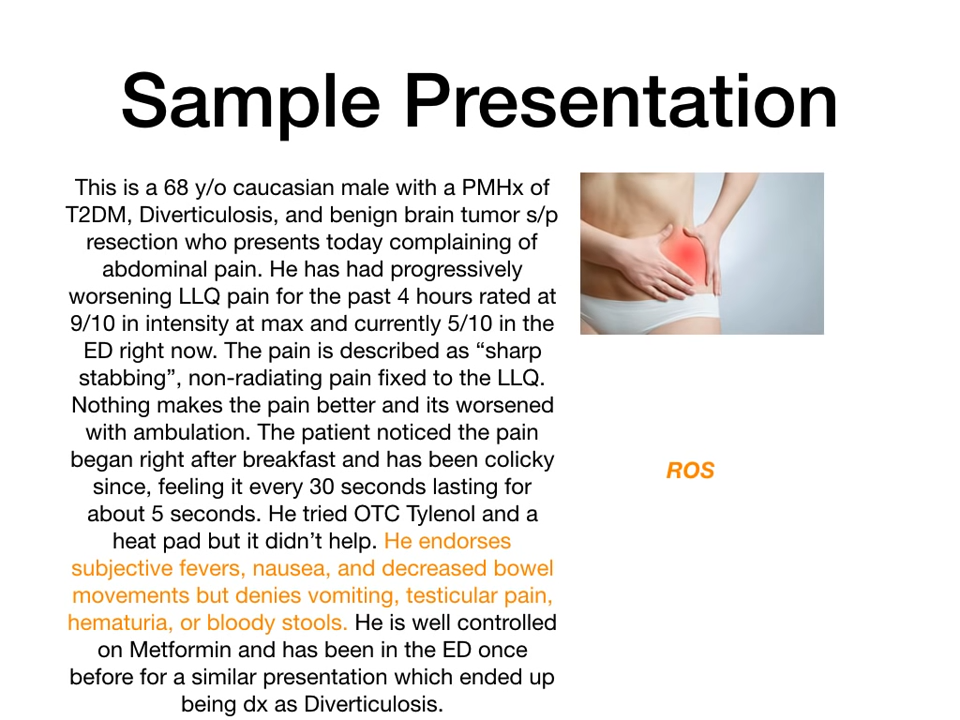 Sample Presentation
This is a 68 y/o caucasian male with a PMHx of
T2DM, Diverticulosis, and benign brain tumor s/p
resection who presents today complaining of
abdominal pain. He has had progressively
worsening LLQ pain for the past 4 hours rated at
9/10 in intensity at max and currently 5/10 in the
ED right now. The pain is described as “sharp
stabbing”, non-radiating pain fixed to the LLQ.
Nothing makes the pain better and its worsened
with ambulation. The patient noticed the pain
began right after breakfast and has been colicky
since, feeling it every 30 seconds lasting for
about 5 seconds. He tried OTC Tylenol and a
heat pad but it didn’t help. He endorses
subjective fevers, nausea, and decreased bowel
movements but denies vomiting, testicular pain,
hematuria, or bloody stools. He is well controlled
on Metformin and has been in the ED once
before for a similar presentation which ended up
being dx as Diverticulosis.
ROS